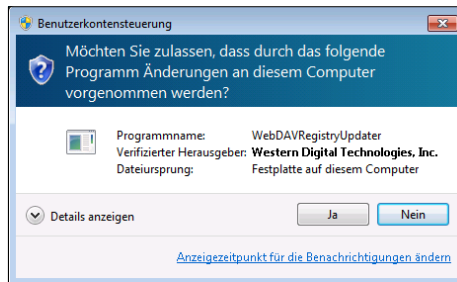 Benutzerkontensteuerung
Möchten Sie zulassen, dass durch das folgende
Programm Änderungen an diesem Computer
vorgenommen werden?
Programmname: WebDAVRegistryUpdater
Verifizierter Herausgeber: Western Digital Technologies, Inc.
Dateiursprung: Festplatte auf diesem Computer
Details anzeigen Ja Nein
Anzeigezeitpunkt für die Benachrichtigungen ändern